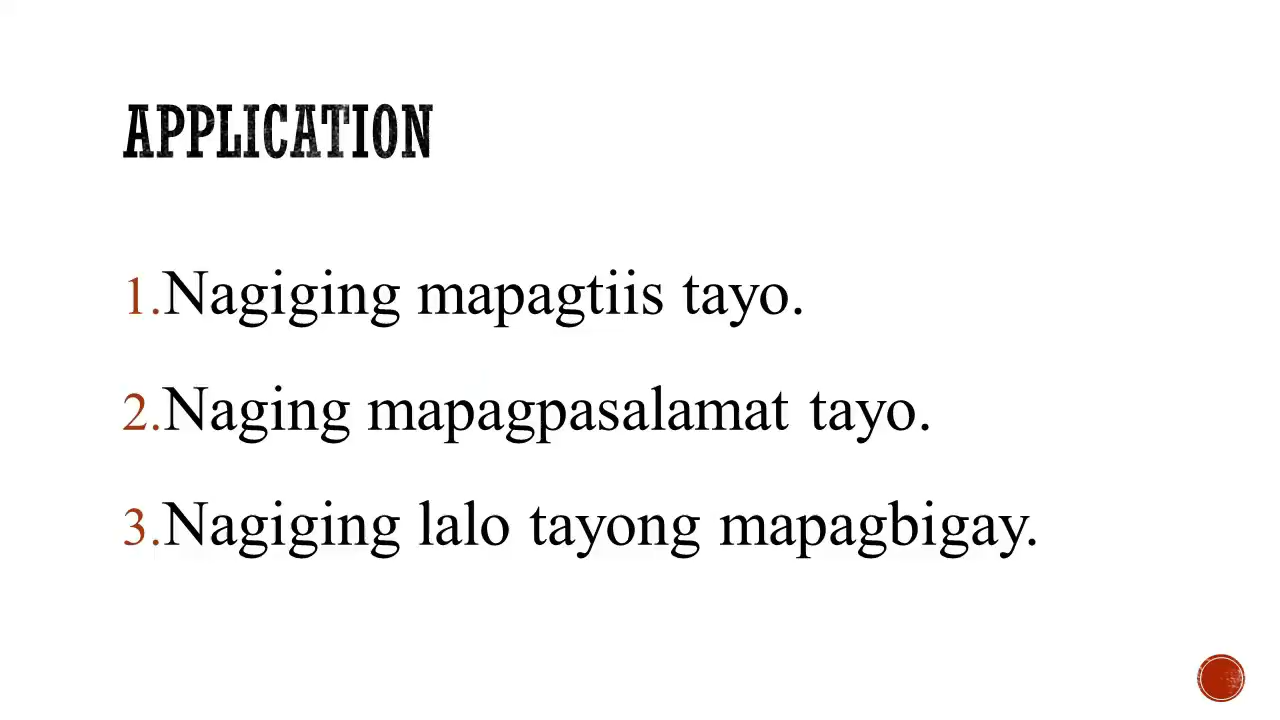 APPLICATION
1.Nagiging mapagtiis tayo.
2.Naging mapagpasalamat tayo.
3.Nagiging lalo tayong mapagbigay.